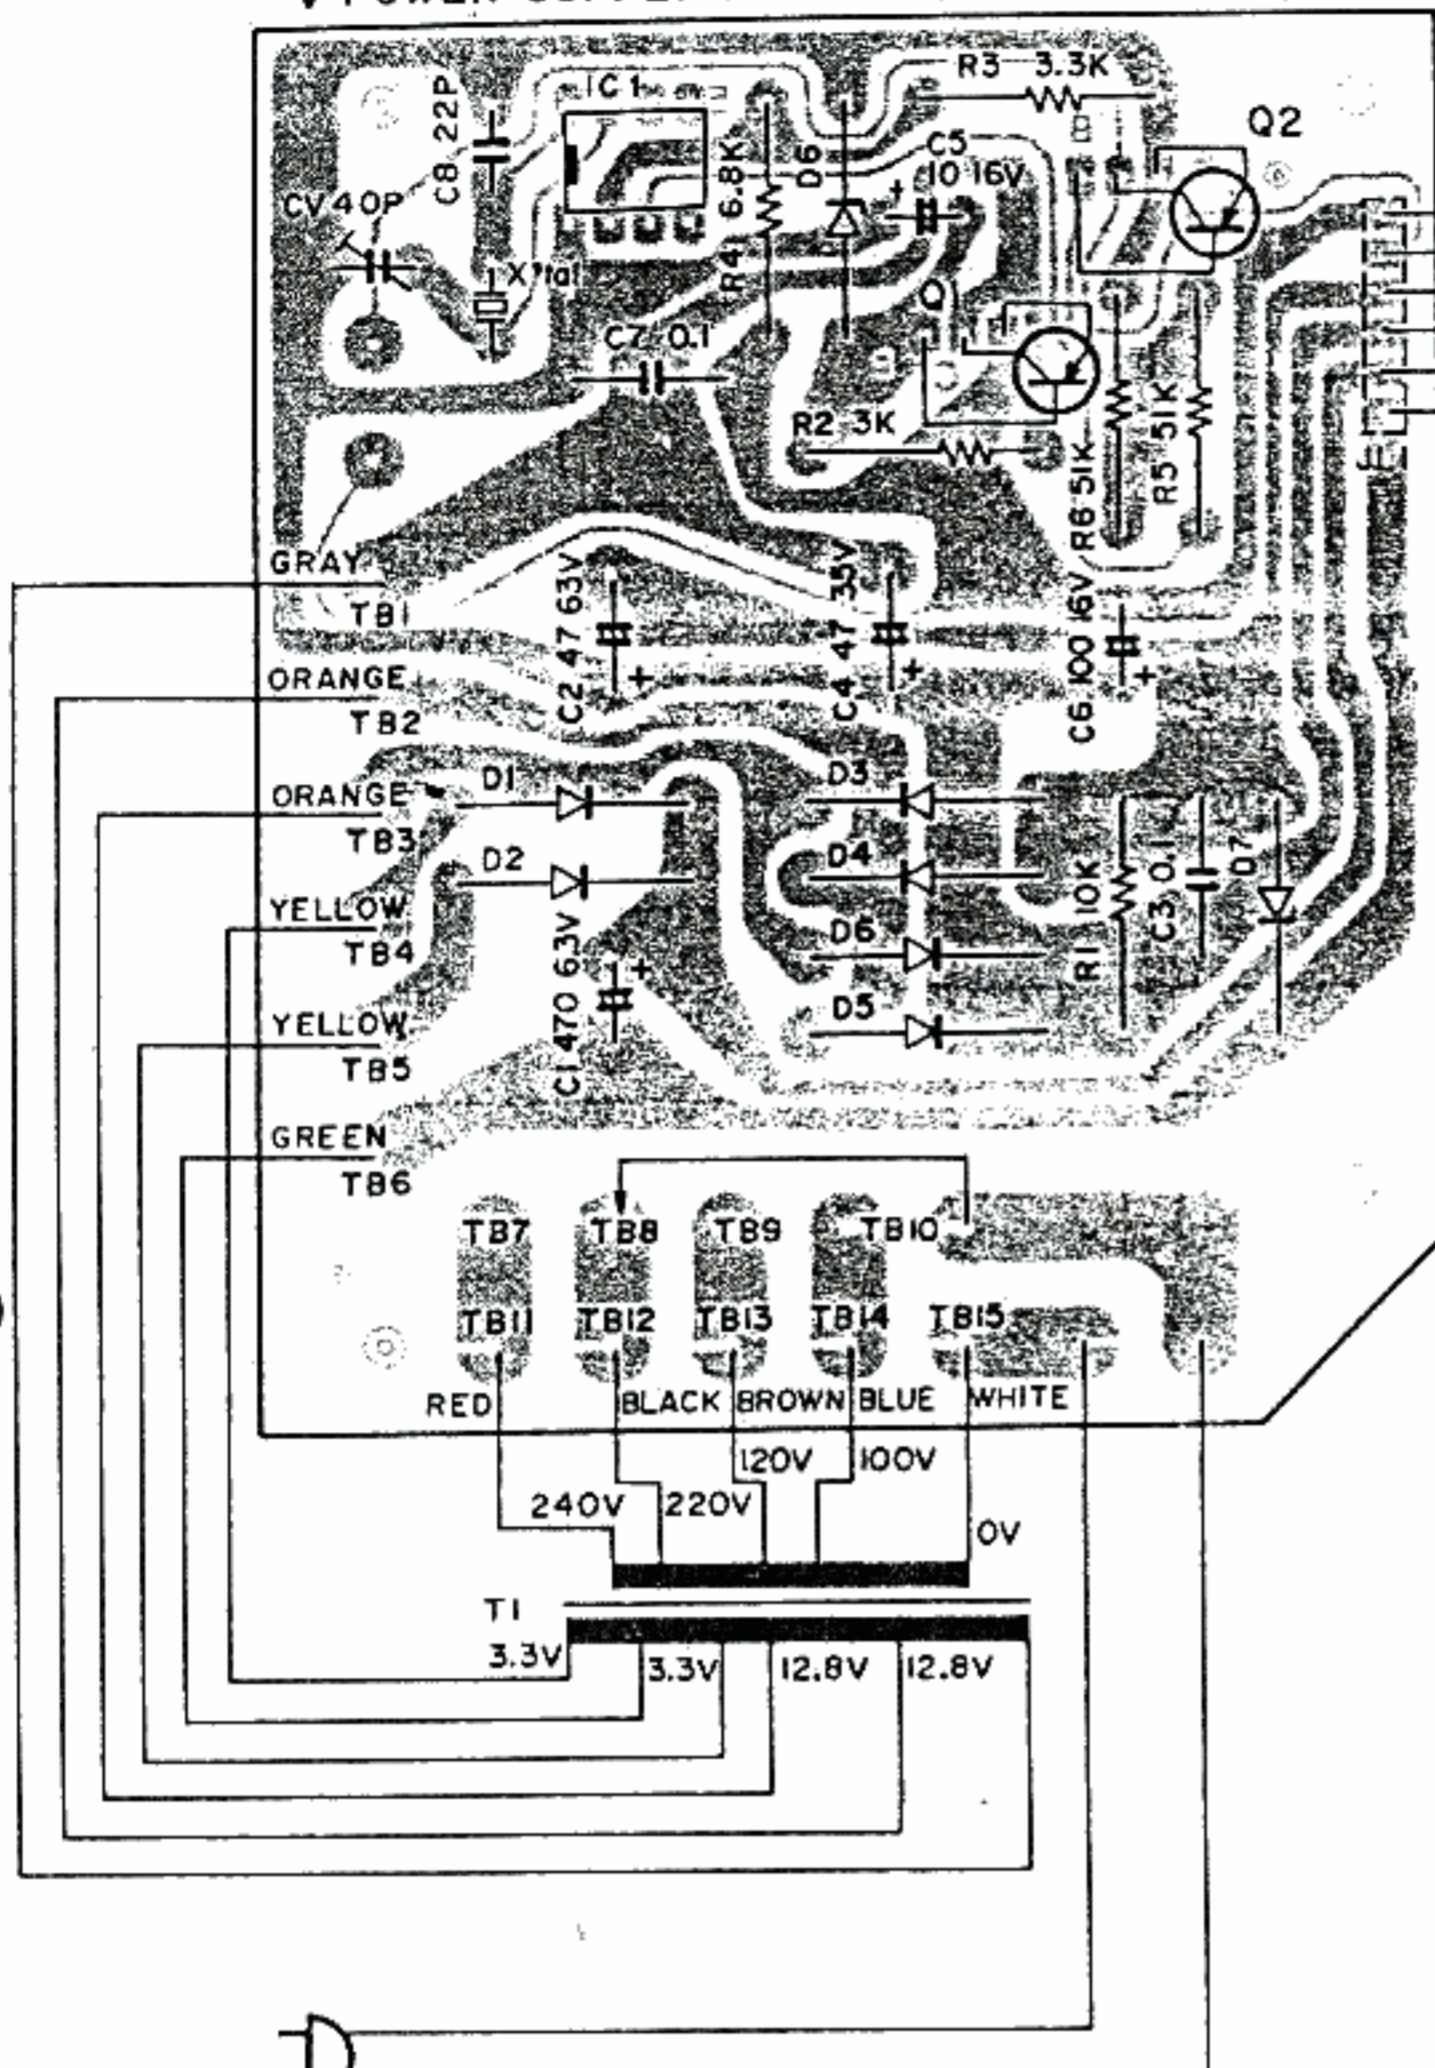 R3 3.3K
IC1
C8 22P
Q2
C5
10 16V
D6
R41 6.8K
CV 40P
X'tal
Q1
B
C7 0.1
R2 3K
R6 51K
R5 51K
E
GRAY
TB1
C2 47 63V
C4 47 35V
C6 100 16V
+
+
+
+
ORANGE
TB2
D1
D3
ORANGE
TB3
D2
D4
R1 10K
C3 0.1
D7
YELLOW
TB4
D6
C1 470 63V
+
D5
YELLOW
TB5
GREEN
TB6
TB7 TB8 TB9 TB10
TB11 TB12 TB13 TB14 TB15
RED BLACK BROWN BLUE WHITE
120V 100V
240V 220V
0V
T1
3.3V 3.3V 12.8V 12.8V